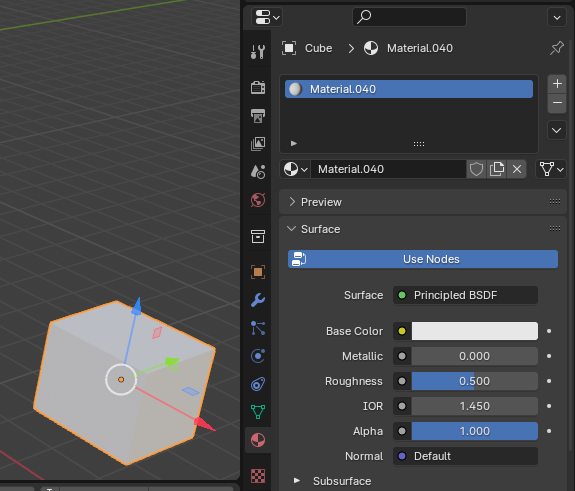 Cube > Material.040
Material.040
Material.040
Preview
Surface
Use Nodes
Surface Principled BSDF
Base Color
Metallic 0.000
Roughness 0.500
IOR 1.450
Alpha 1.000
Normal Default
Subsurface